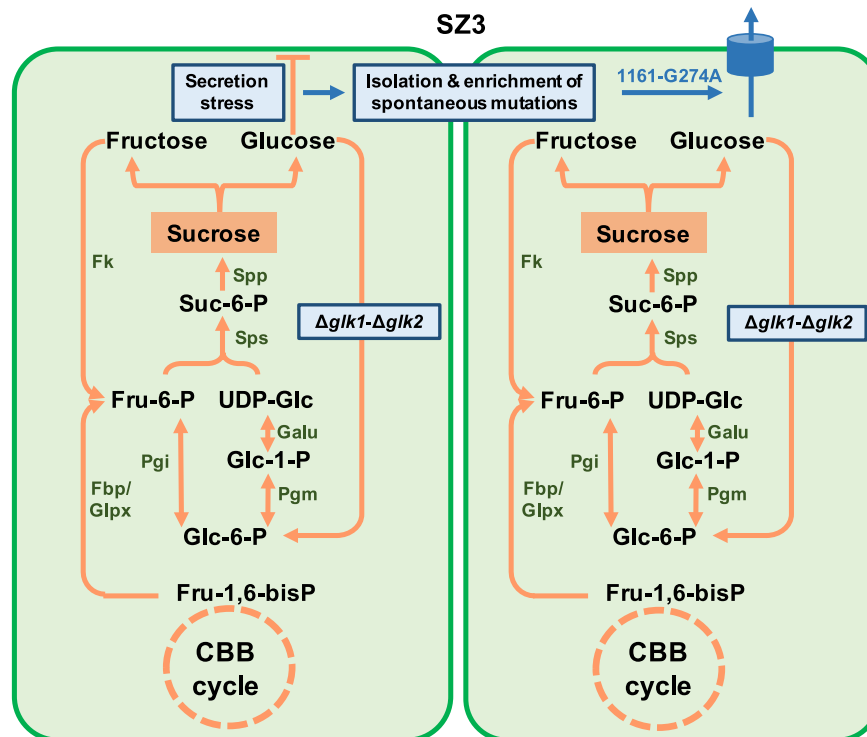 SZ3
Secretion
stress
Isolation & enrichment of
spontaneous mutations
1161-G274A
Fructose
Glucose
Sucrose
Fk
Spp
Suc-6-P
Δglk1-Δglk2
Sps
Fru-6-P
UDP-Glc
Galu
Pgi
Glc-1-P
Fbp/
Glpx
Pgm
Glc-6-P
Fru-1,6-bisP
CBB
cycle
Fructose
Glucose
Sucrose
Fk
Spp
Suc-6-P
Δglk1-Δglk2
Sps
Fru-6-P
UDP-Glc
Galu
Pgi
Glc-1-P
Fbp/
Glpx
Pgm
Glc-6-P
Fru-1,6-bisP
CBB
cycle